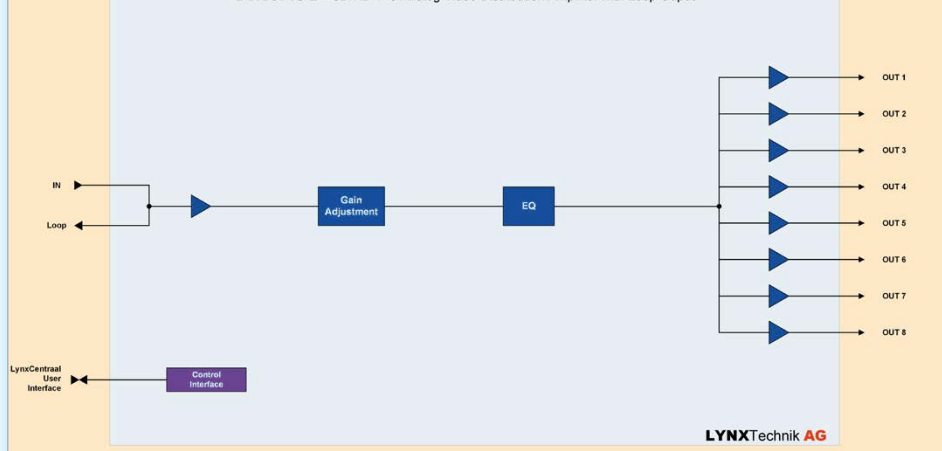 OUT 1
OUT 2
OUT 3
IN
Gain
Adjustment
EQ
OUT 4
Loop
OUT 5
OUT 6
OUT 7
OUT 8
LynxCentraal
User
Interface
Control
Interface
LYNXTechnik AG